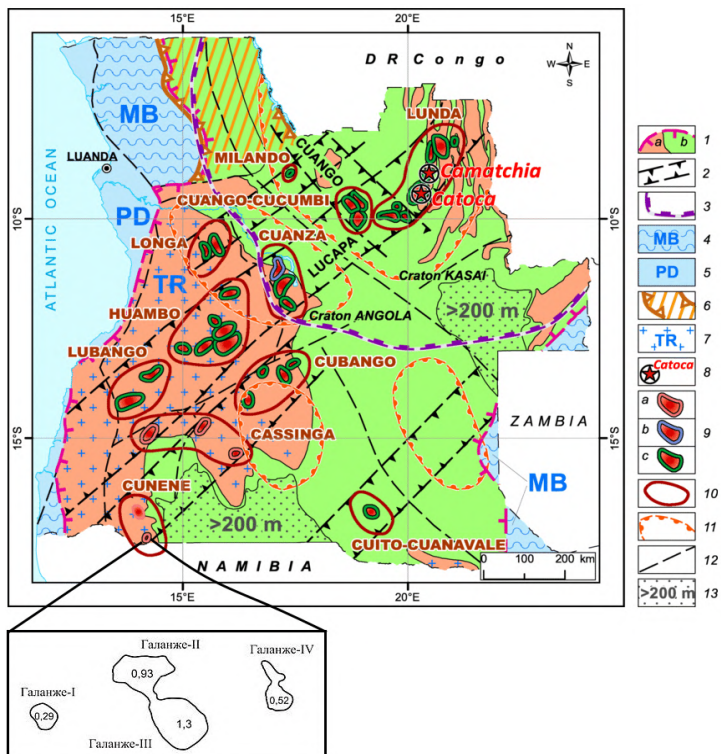 15°E
20°E
DR Congo
N
W
E
S
MB
LUNDA
LUANDA
MILANDO
CUANGO
Camatchia
Catoca
CUANGO-CUCUMBI
10°S
10°S
PD
CUANZA
LONGA
LUCAPA
ATLANTIC OCEAN
TR
Craton KASAI
HUAMBO
Craton ANGOLA
>200 m
LUBANGO
CUBANGO
ZAMBIA
15°S
15°S
CASSINGA
MB
CUNENE
>200 m
CUITO-CUANAVALE
NAMIBIA
0
100
200 km
15°E
20°E
a
b
1
2
3
MB
4
PD
5
6
TR
7
Catoca
8
a
b
9
c
10
11
12
>200 m
13
Галанже-II
Галанже-IV
0,93
Галанже-I
0,52
0,29
1,3
Галанже-III